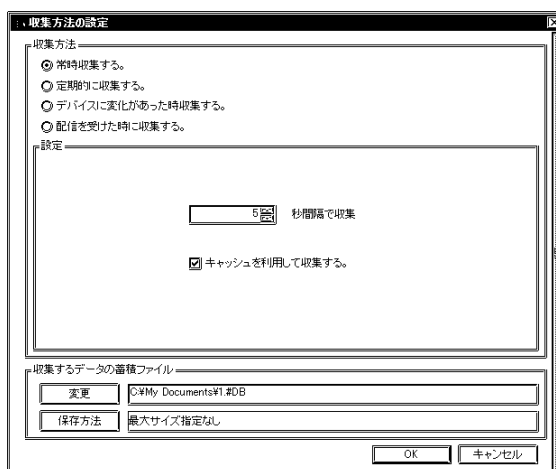 収集方法の設定
収集方法
常時収集する。
定期的に収集する。
デバイスに変化があった時収集する。
配信を受けた時に収集する。
設定
5 秒間隔で収集
キャッシュを利用して収集する。
収集するデータの蓄積ファイル
変更 C:¥My Documents¥1.#DB
保存方法 最大サイズ指定なし
OK キャンセル